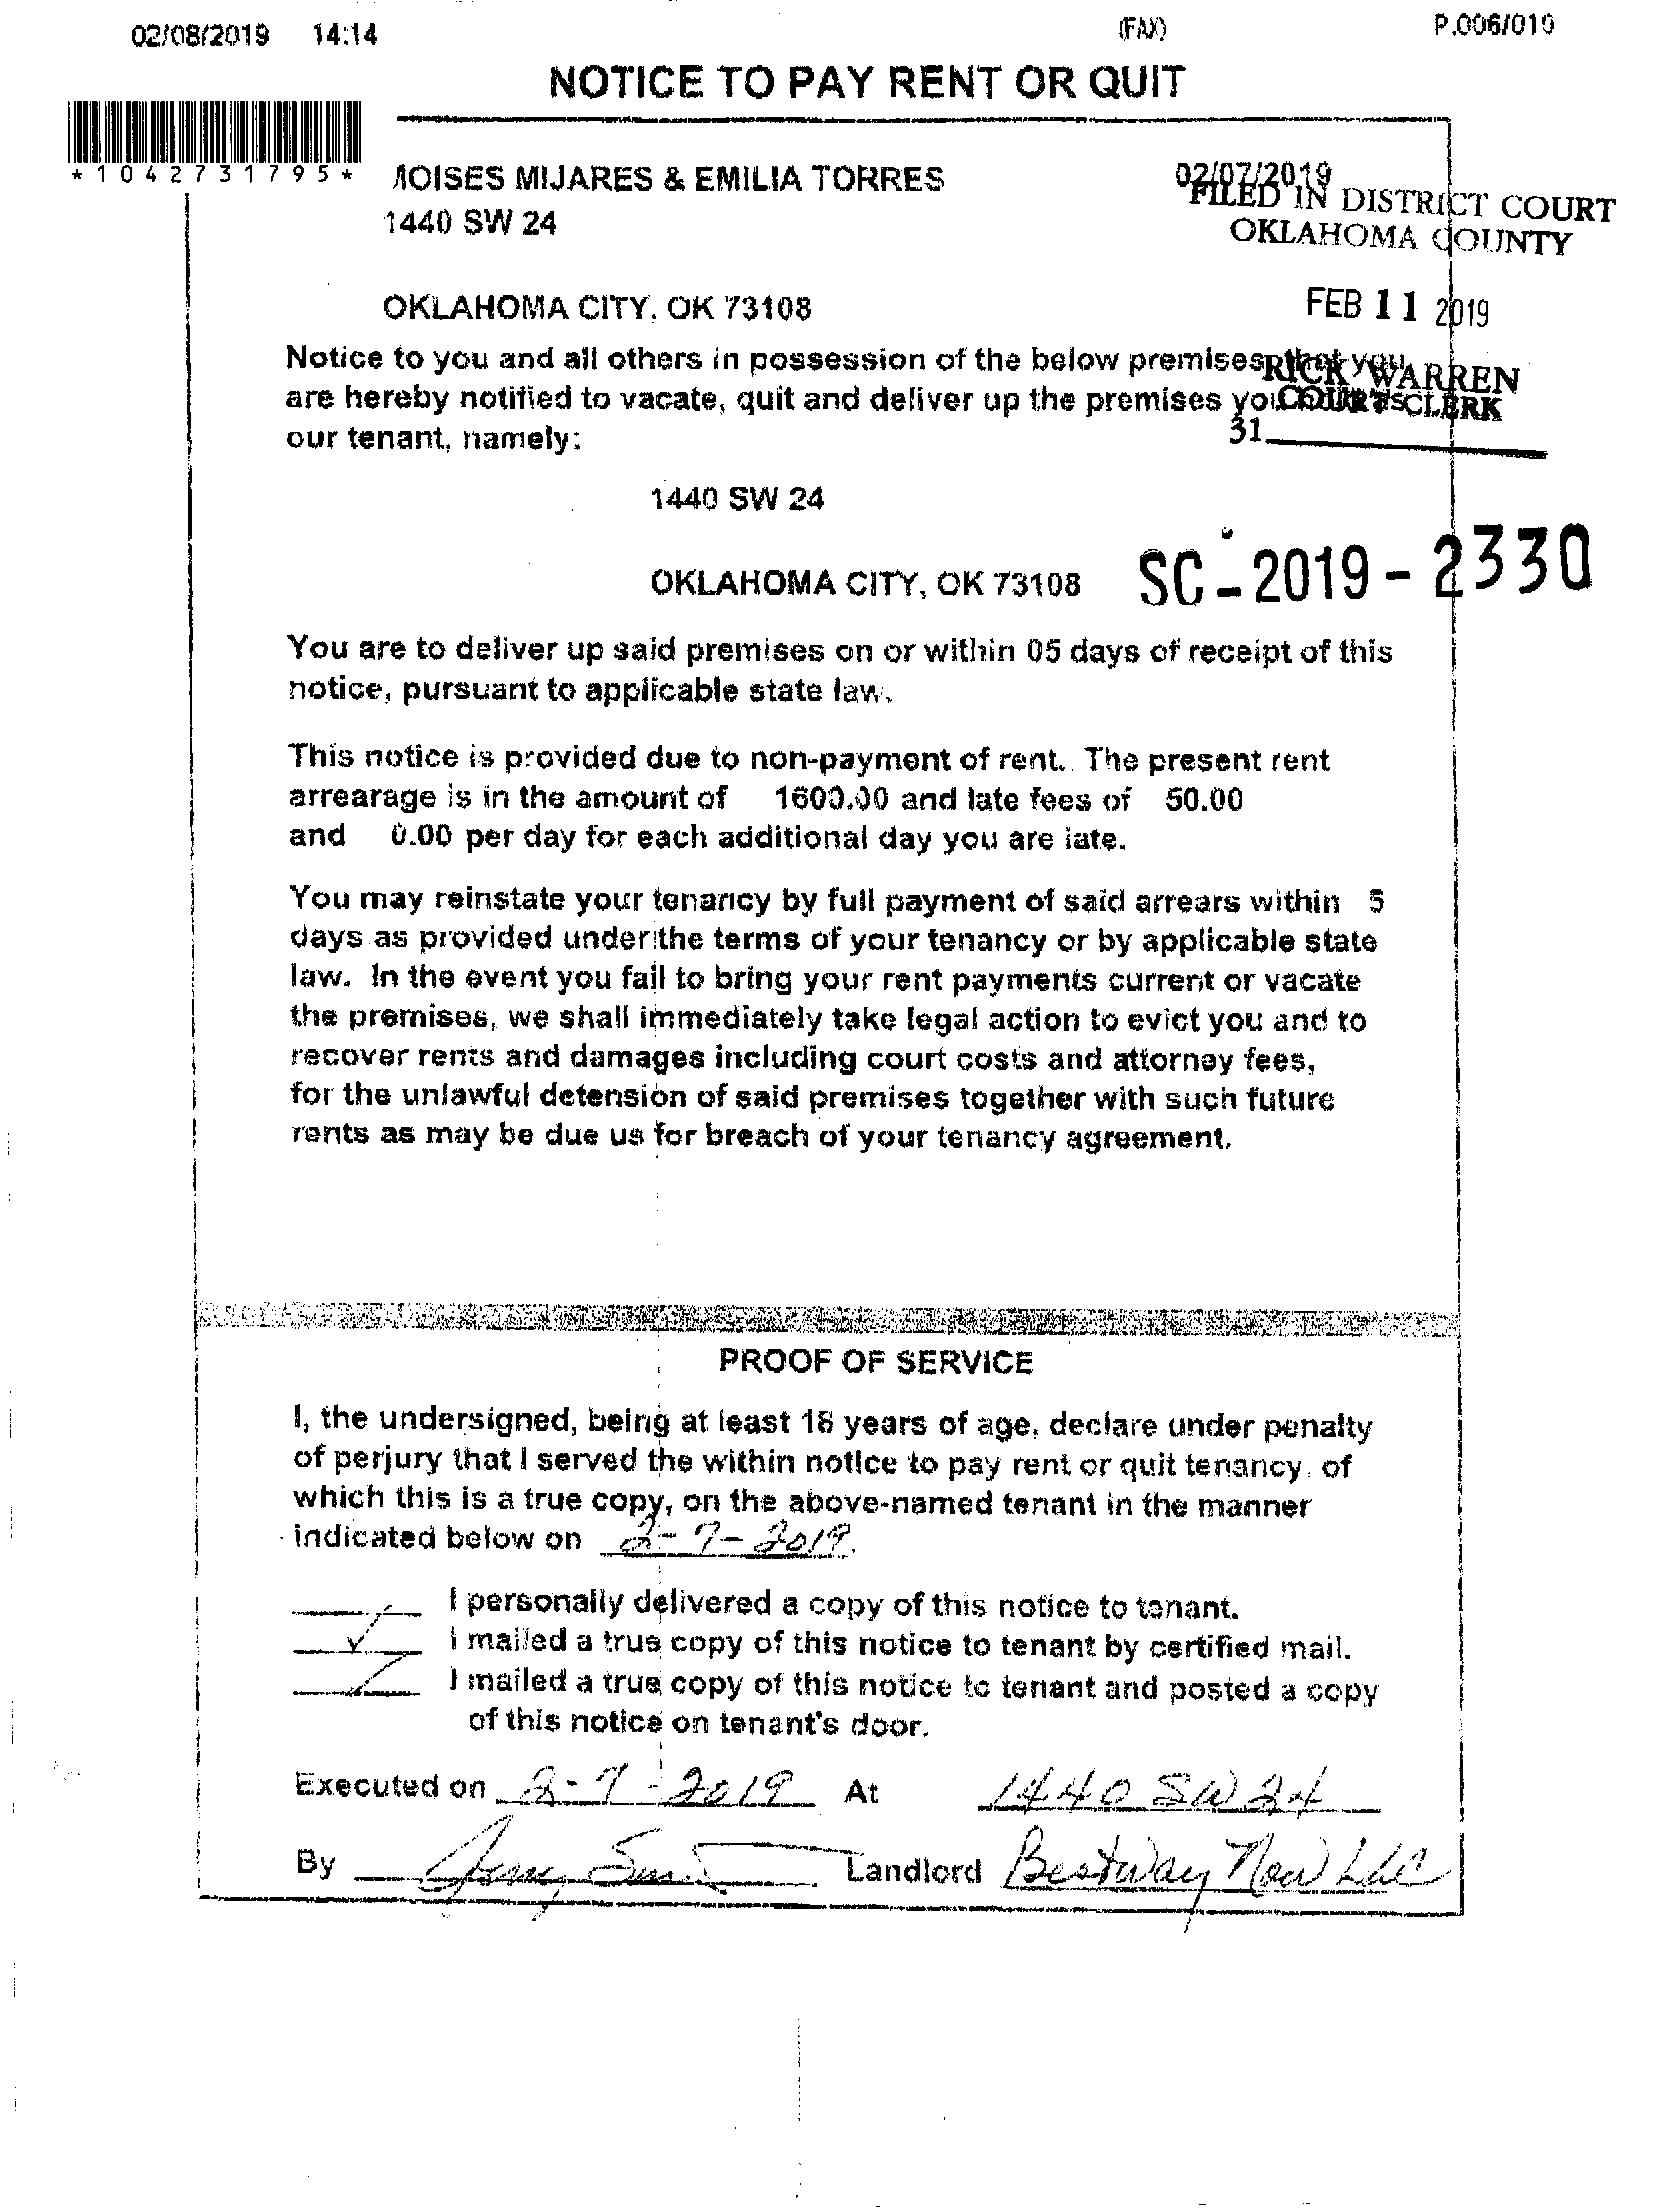 02/08/2019 14:14 (FAX) P.006/010
NOTICE TO PAY RENT OR QUIT
*1042731795*
MOISES MIJARES & EMILIA TORRES 02/07/2019
1440 SW 24
FILED IN DISTRICT COURT
OKLAHOMA COUNTY
OKLAHOMA CITY, OK 73108
FEB 11 2019
Notice to you and all others in possession of the below premises, that you
RICK WARREN
are hereby notified to vacate, quit and deliver up the premises you as
COURT CLERK
our tenant, namely:
31
1440 SW 24
SC-2019-2330
OKLAHOMA CITY, OK 73108
You are to deliver up said premises on or within 05 days of receipt of this
notice, pursuant to applicable state law.
This notice is provided due to non-payment of rent. The present rent
arrearage is in the amount of 1600.00 and late fees of 50.00
and 0.00 per day for each additional day you are late.
You may reinstate your tenancy by full payment of said arrears within 5
days as provided under the terms of your tenancy or by applicable state
law. In the event you fail to bring your rent payments current or vacate
the premises, we shall immediately take legal action to evict you and to
recover rents and damages including court costs and attorney fees,
for the unlawful detension of said premises together with such future
rents as may be due us for breach of your tenancy agreement.
PROOF OF SERVICE
I, the undersigned, being at least 18 years of age, declare under penalty
of perjury that I served the within notice to pay rent or quit tenancy, of
which this is a true copy, on the above-named tenant in the manner
indicated below on 2-7-2019.
I personally delivered a copy of this notice to tenant.
I mailed a true copy of this notice to tenant by certified mail.
I mailed a true copy of this notice to tenant and posted a copy
of this notice on tenant's door.
Executed on 2-7-2019 At 1440 SW 24
By Landlord Bestway Now LLC